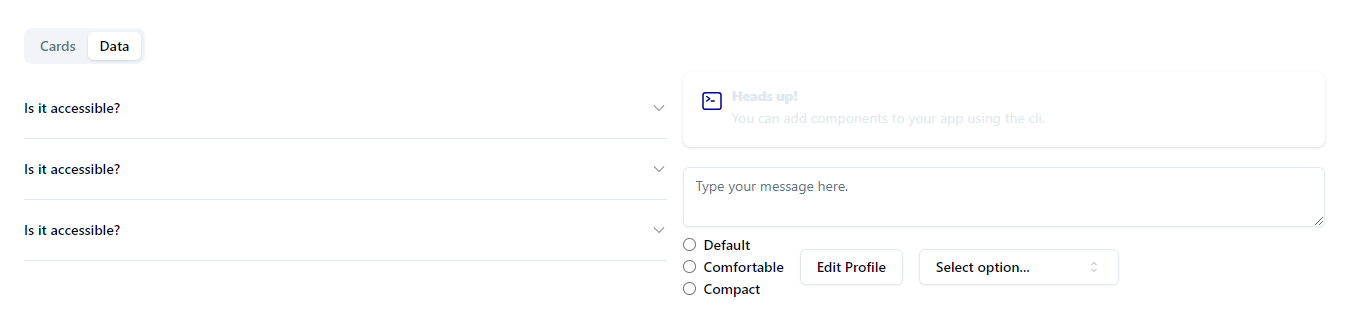 Cards Data
Is it accessible?
Is it accessible?
Is it accessible?
Heads up!
You can add components to your app using the cli.
Type your message here.
Default
Comfortable
Compact
Edit Profile
Select option...